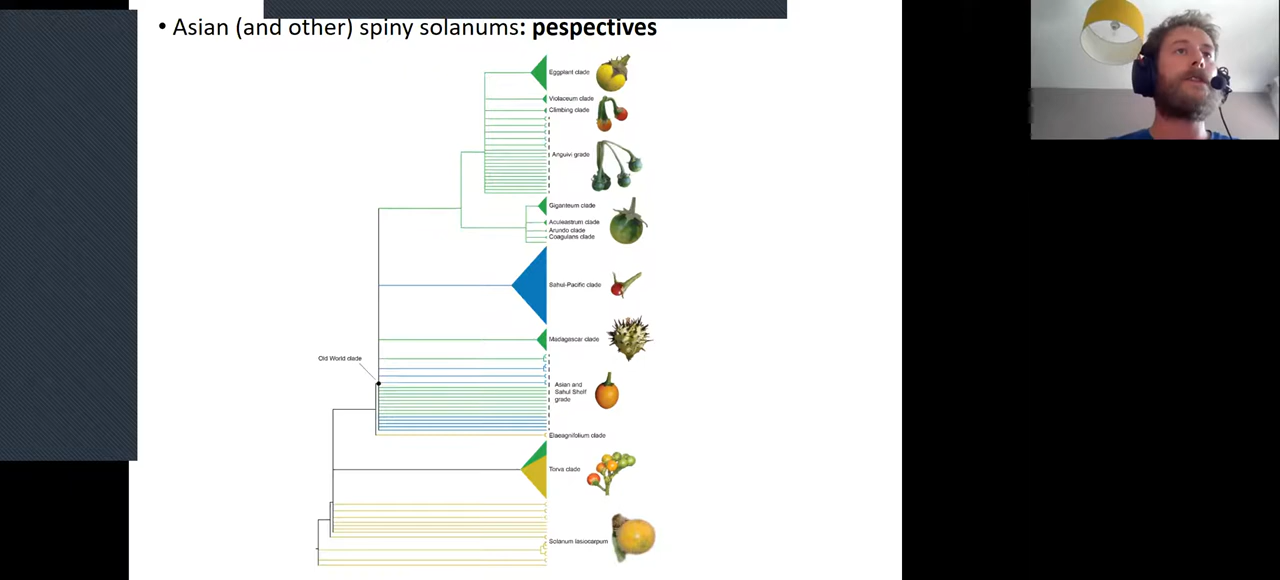 • Asian (and other) spiny solanums: pespectives
Eggplant clade
Violaceum clade
Climbing clade
Anguivi grade
Giganteum clade
Aculeastrum clade
Arundo clade
Coagulans clade
Sahul-Pacific clade
Madagascar clade
Old World clade
Asian and
Sahul Shelf
grade
Elaeagnifolium clade
Torva clade
Solanum lasiocarpum